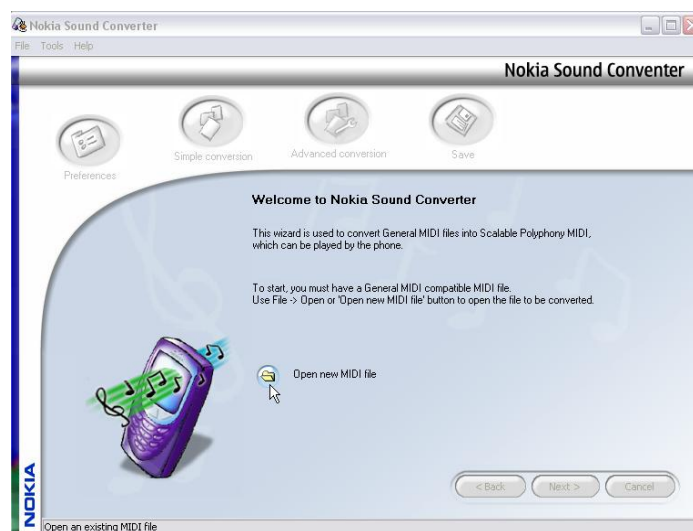 Nokia Sound Converter
File Tools Help
Nokia Sound Conventer
Preferences
Simple conversion
Advanced conversion
Save
Welcome to Nokia Sound Converter
This wizard is used to convert General MIDI files into Scalable Polyphony MIDI,
which can be played by the phone.
To start, you must have a General MIDI compatible MIDI file.
Use File -> Open or 'Open new MIDI file' button to open the file to be converted.
Open new MIDI file
< Back Next > Cancel
NOKIA
Open an existing MIDI file